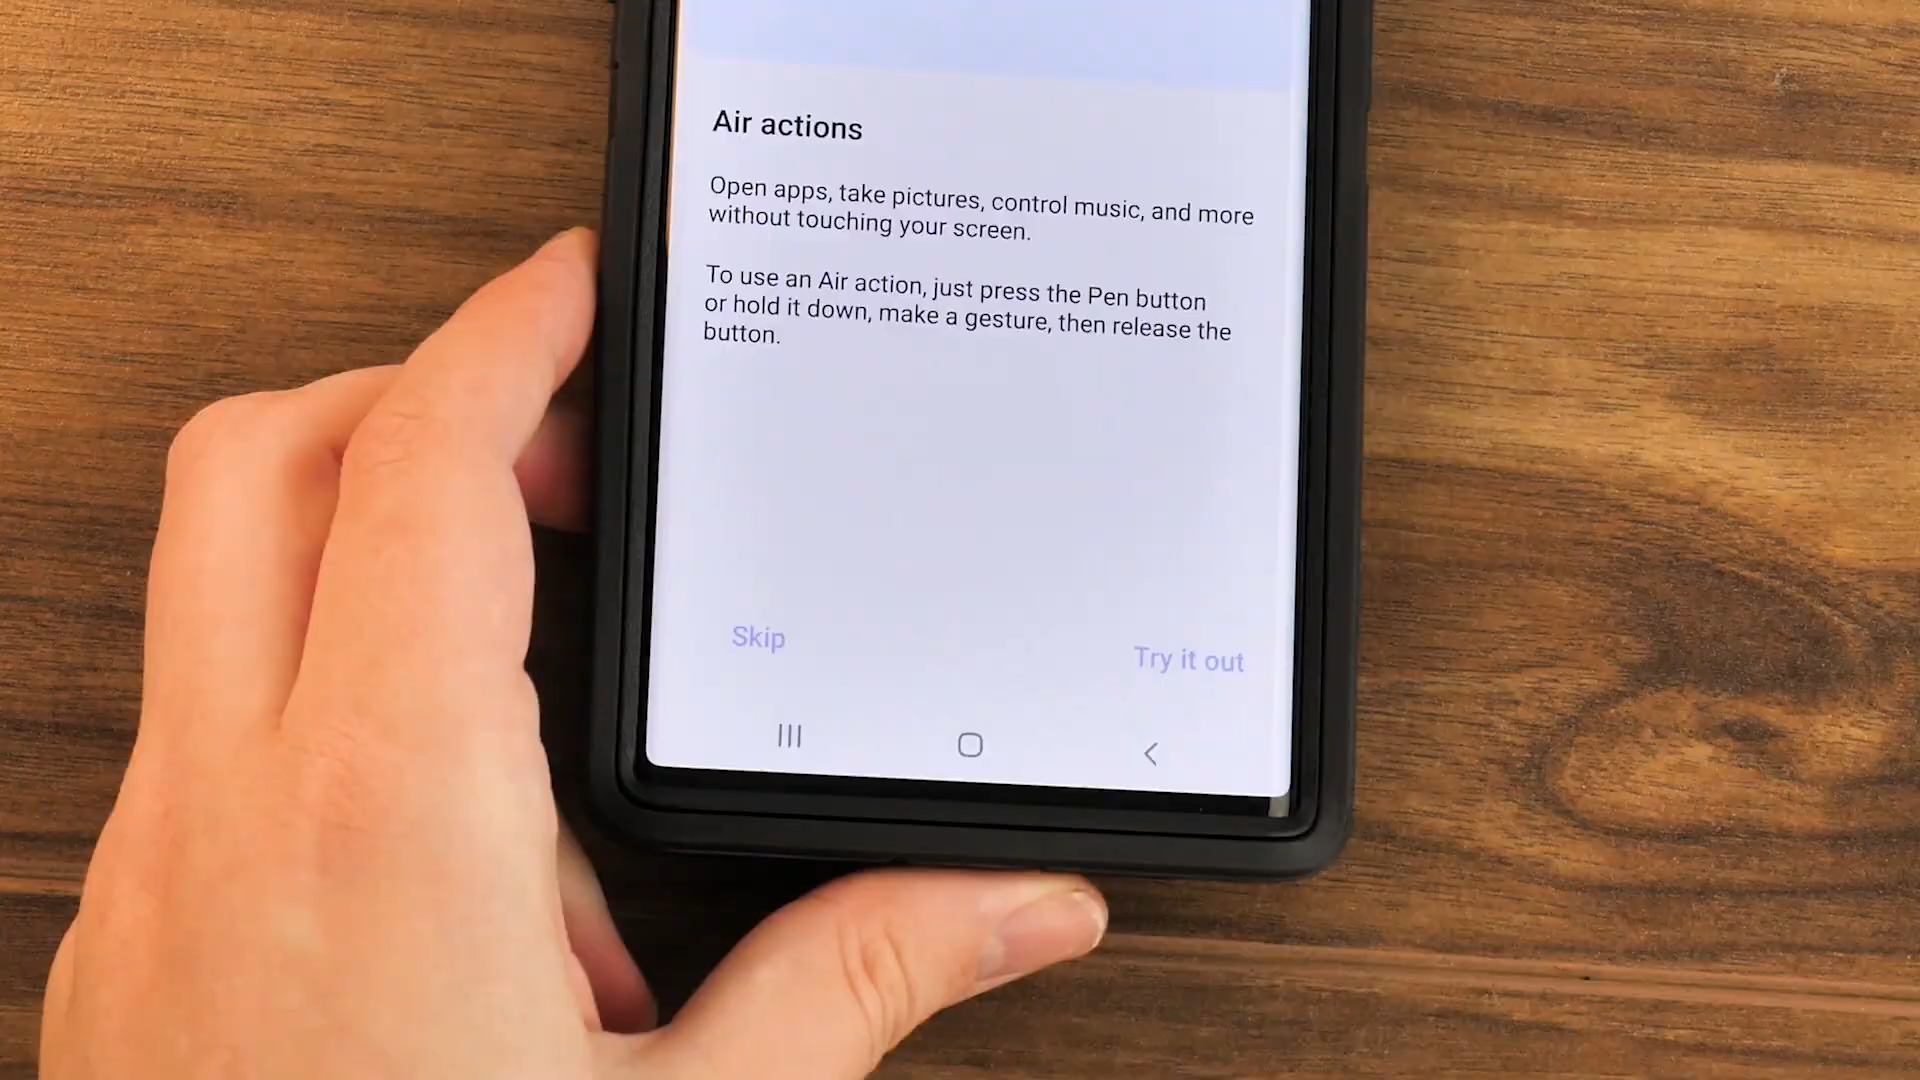 Air actions
Open apps, take pictures, control music, and more
without touching your screen.
To use an Air action, just press the Pen button
or hold it down, make a gesture, then release the
button.
Skip
Try it out